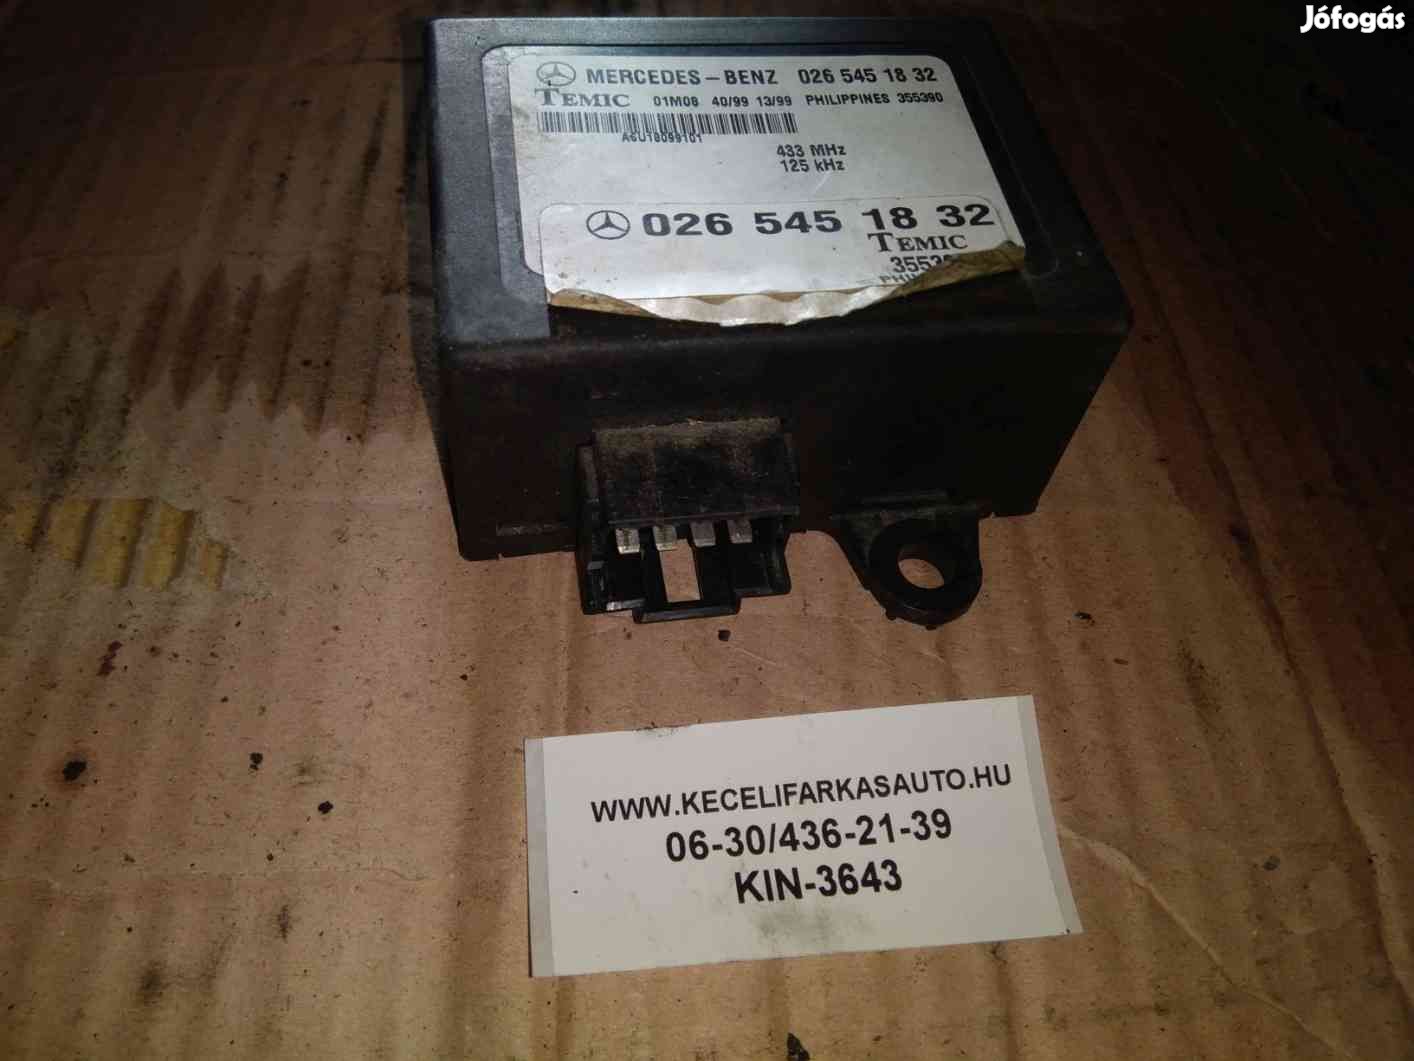 Jófogás
MERCEDES-BENZ 026 545 18 32
TEMIC 01M08 40/99 13/99 PHILIPPINES 355390
A6U18099101
433 MHz
125 kHz
026 545 18 32
TEMIC
WWW.KECELIFARKASAUTO.HU
06-30/436-21-39
KIN-3643